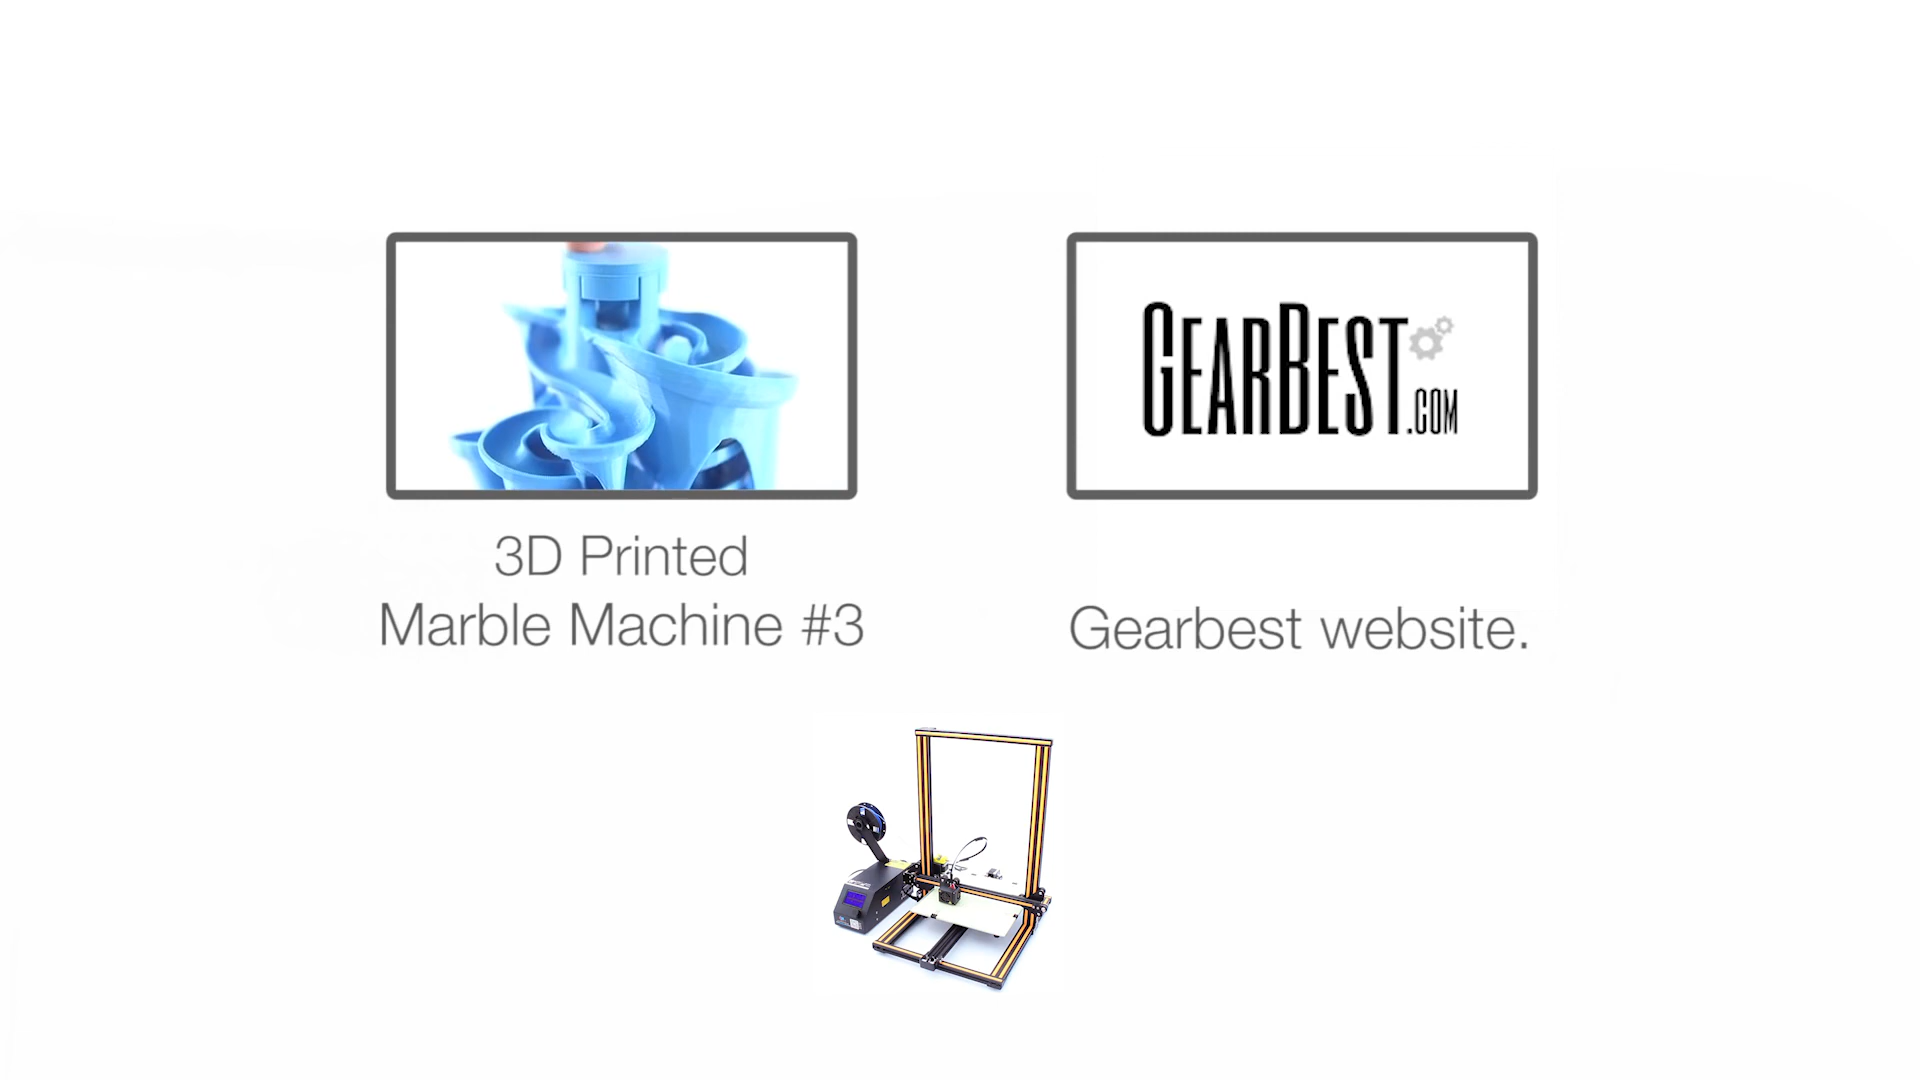 GEARBEST
.COM
3D Printed
Marble Machine #3
Gearbest website.